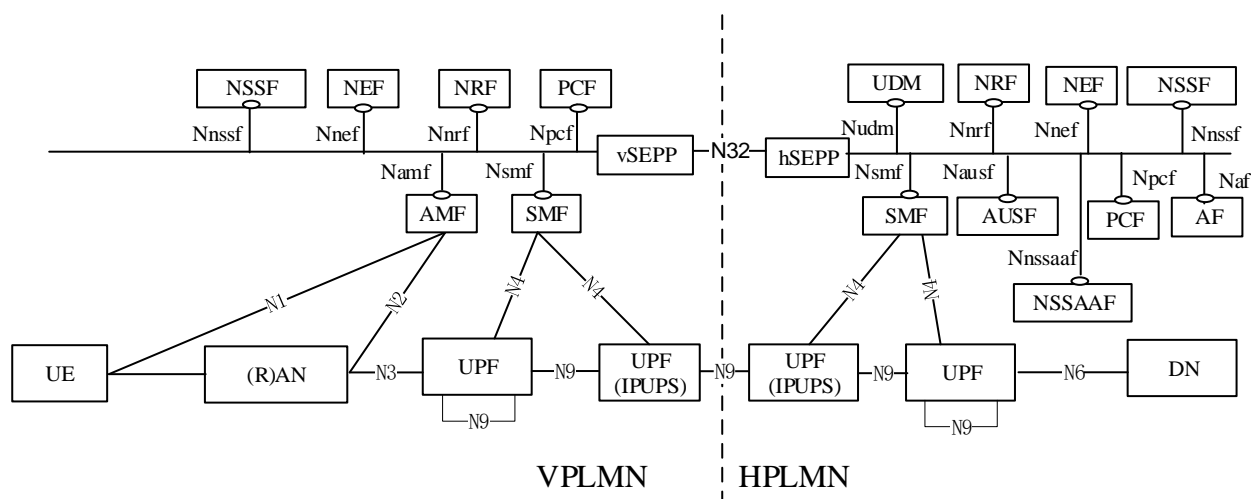 NSSF NEF NRF PCF UDM NRF NEF NSSF
Nnssf Nnef Nnrf Npcf Nudm Nnrf Nnef Nnssf
vSEPP N32 hSEPP
Namf Nsmf Nsmf Nausf Npcf Naf
AMF SMF SMF AUSF PCF AF
Nnssaaf
N1 N2 N4 N4 N4 N4 NSSAAF
UE (R)AN N3 UPF N9 UPF N9 UPF N9 UPF N6 DN
(IPUPS) (IPUPS)
N9 N9
VPLMN HPLMN